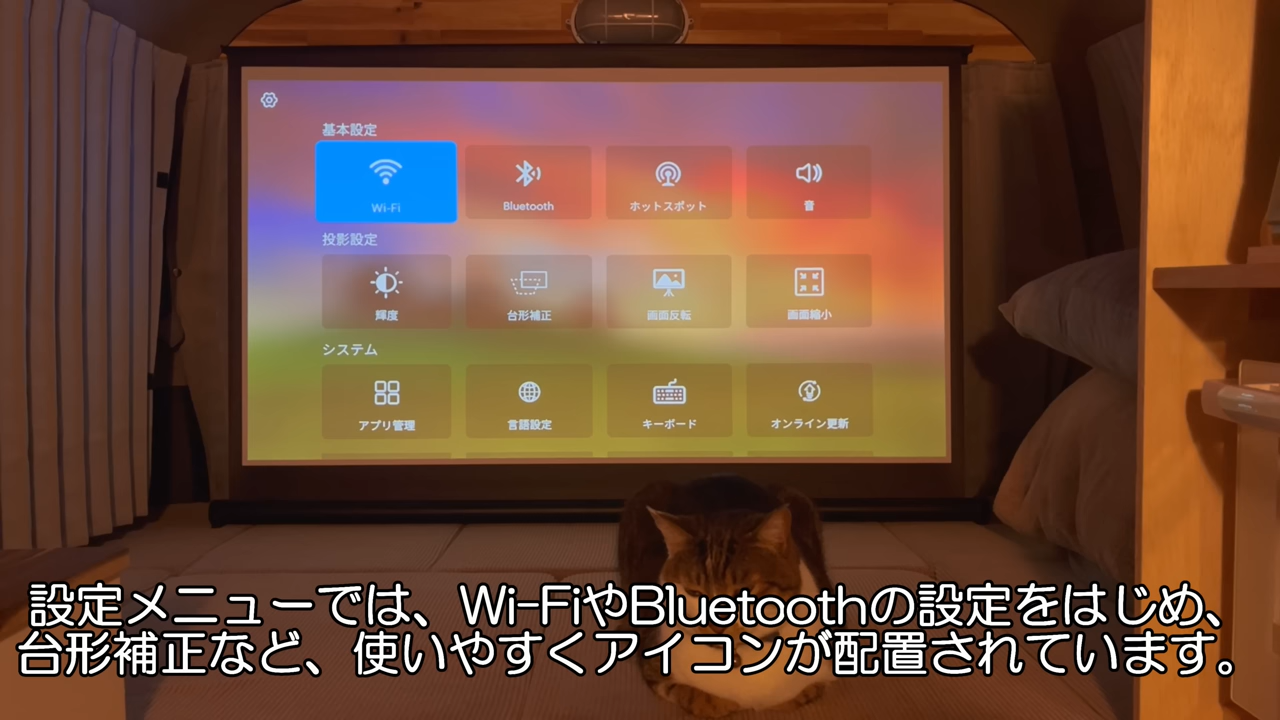 基本設定
Wi-Fi
Bluetooth
ホットスポット
音
投影設定
輝度
台形補正
画面反転
画面縮小
システム
アプリ管理
言語設定
キーボード
オンライン更新
設定メニューでは、Wi-FiやBluetoothの設定をはじめ、
台形補正など、使いやすくアイコンが配置されています。